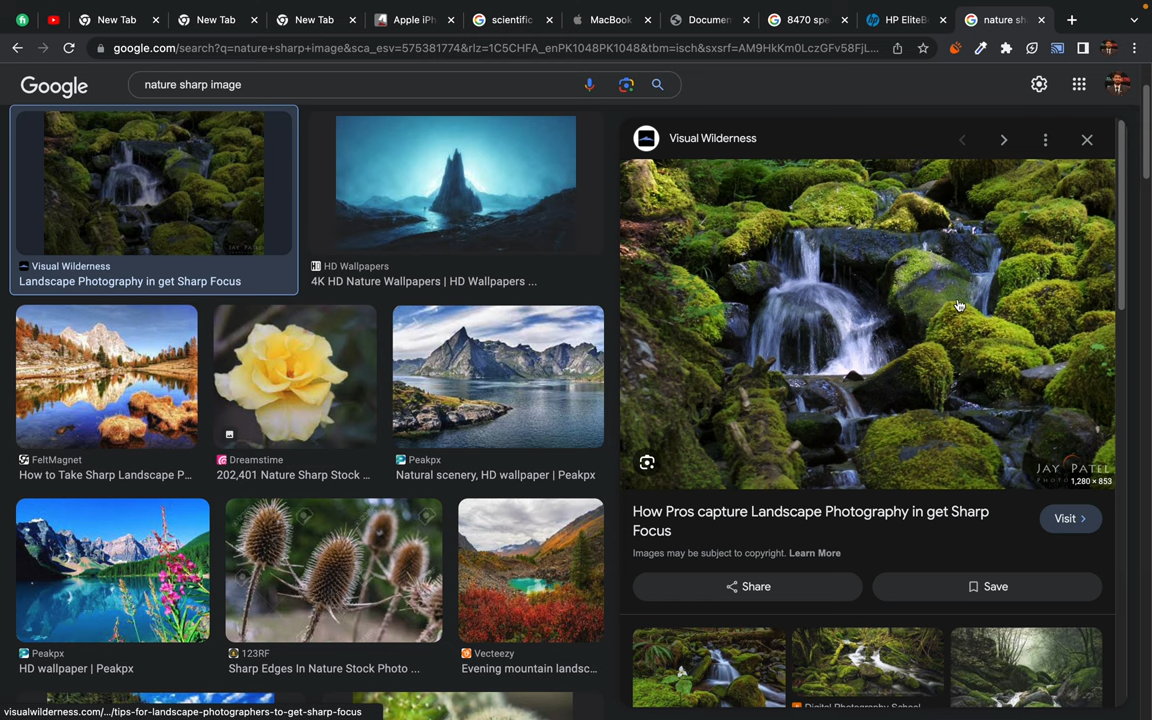 New Tab
New Tab
New Tab
Apple iPh
scientific
MacBook
Documen
8470 spe
HP EliteBo
nature sh
google.com/search?q=nature+sharp+image&sca_esv=575381774&rlz=1C5CHFA_enPK1048PK1048&tbm=isch&sxsrf=AM9HkKm0LczGFv58FjL...
Google
nature sharp image
Visual Wilderness
Landscape Photography in get Sharp Focus
HD Wallpapers
4K HD Nature Wallpapers | HD Wallpapers ...
FeltMagnet
How to Take Sharp Landscape P...
Dreamstime
202,401 Nature Sharp Stock ...
Peakpx
Natural scenery, HD wallpaper | Peakpx
Peakpx
HD wallpaper | Peakpx
123RF
Sharp Edges In Nature Stock Photo ...
Vecteezy
Evening mountain landsc...
Visual Wilderness
JAY PATEL
1,280 × 853
How Pros capture Landscape Photography in get Sharp
Focus
Visit
Images may be subject to copyright. Learn More
Share
Save
Digital Photography School
visualwilderness.com/.../tips-for-landscape-photographers-to-get-sharp-focus